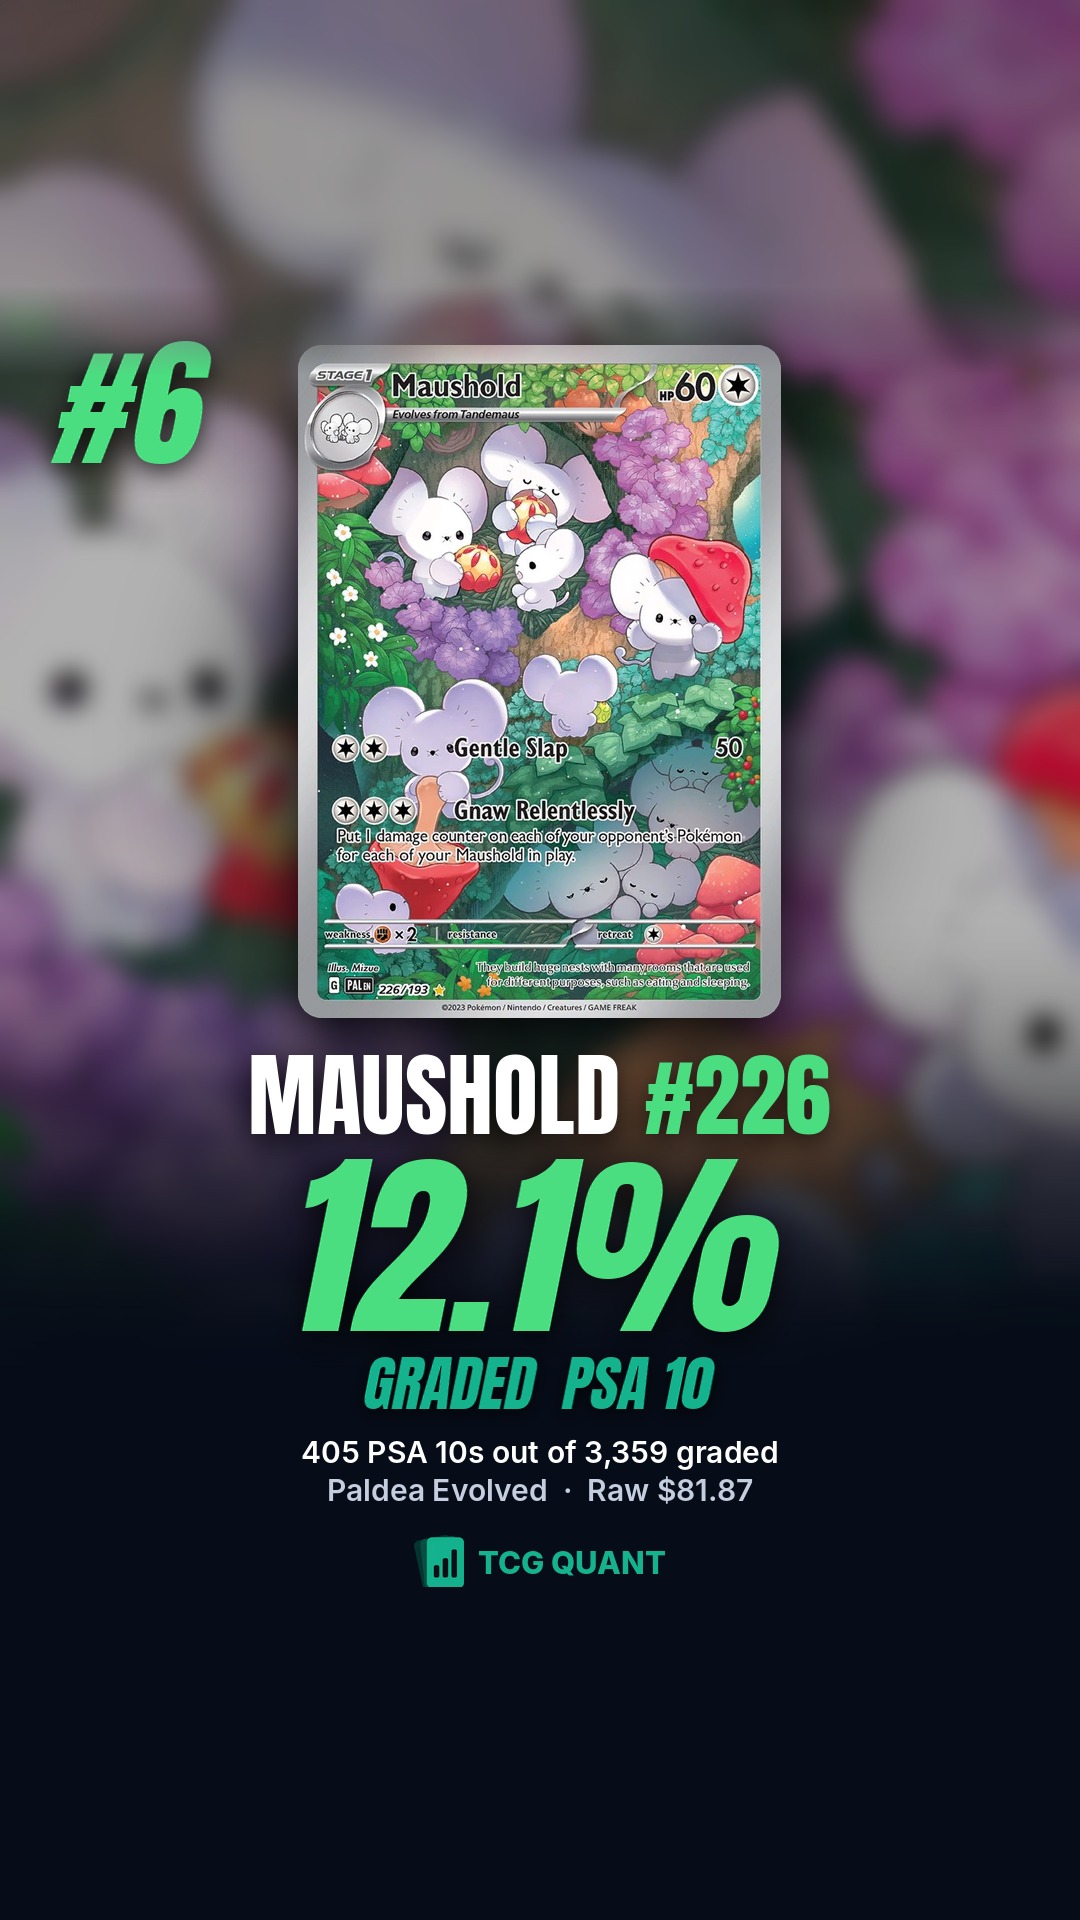 #6
STAGE 1
Maushold
HP 60
Evolves from Tandemaus
Gentle Slap 50
Gnaw Relentlessly
Put 1 damage counter on each of your opponent's Pokémon
for each of your Maushold in play.
weakness ×2 resistance retreat
Illus. Mizue
They build huge nests with many rooms that are used
for different purposes, such as eating and sleeping.
G PAL EN 226/193
©2023 Pokémon / Nintendo / Creatures / GAME FREAK
MAUSHOLD #226
12.1%
GRADED PSA 10
405 PSA 10s out of 3,359 graded
Paldea Evolved · Raw $81.87
TCG QUANT